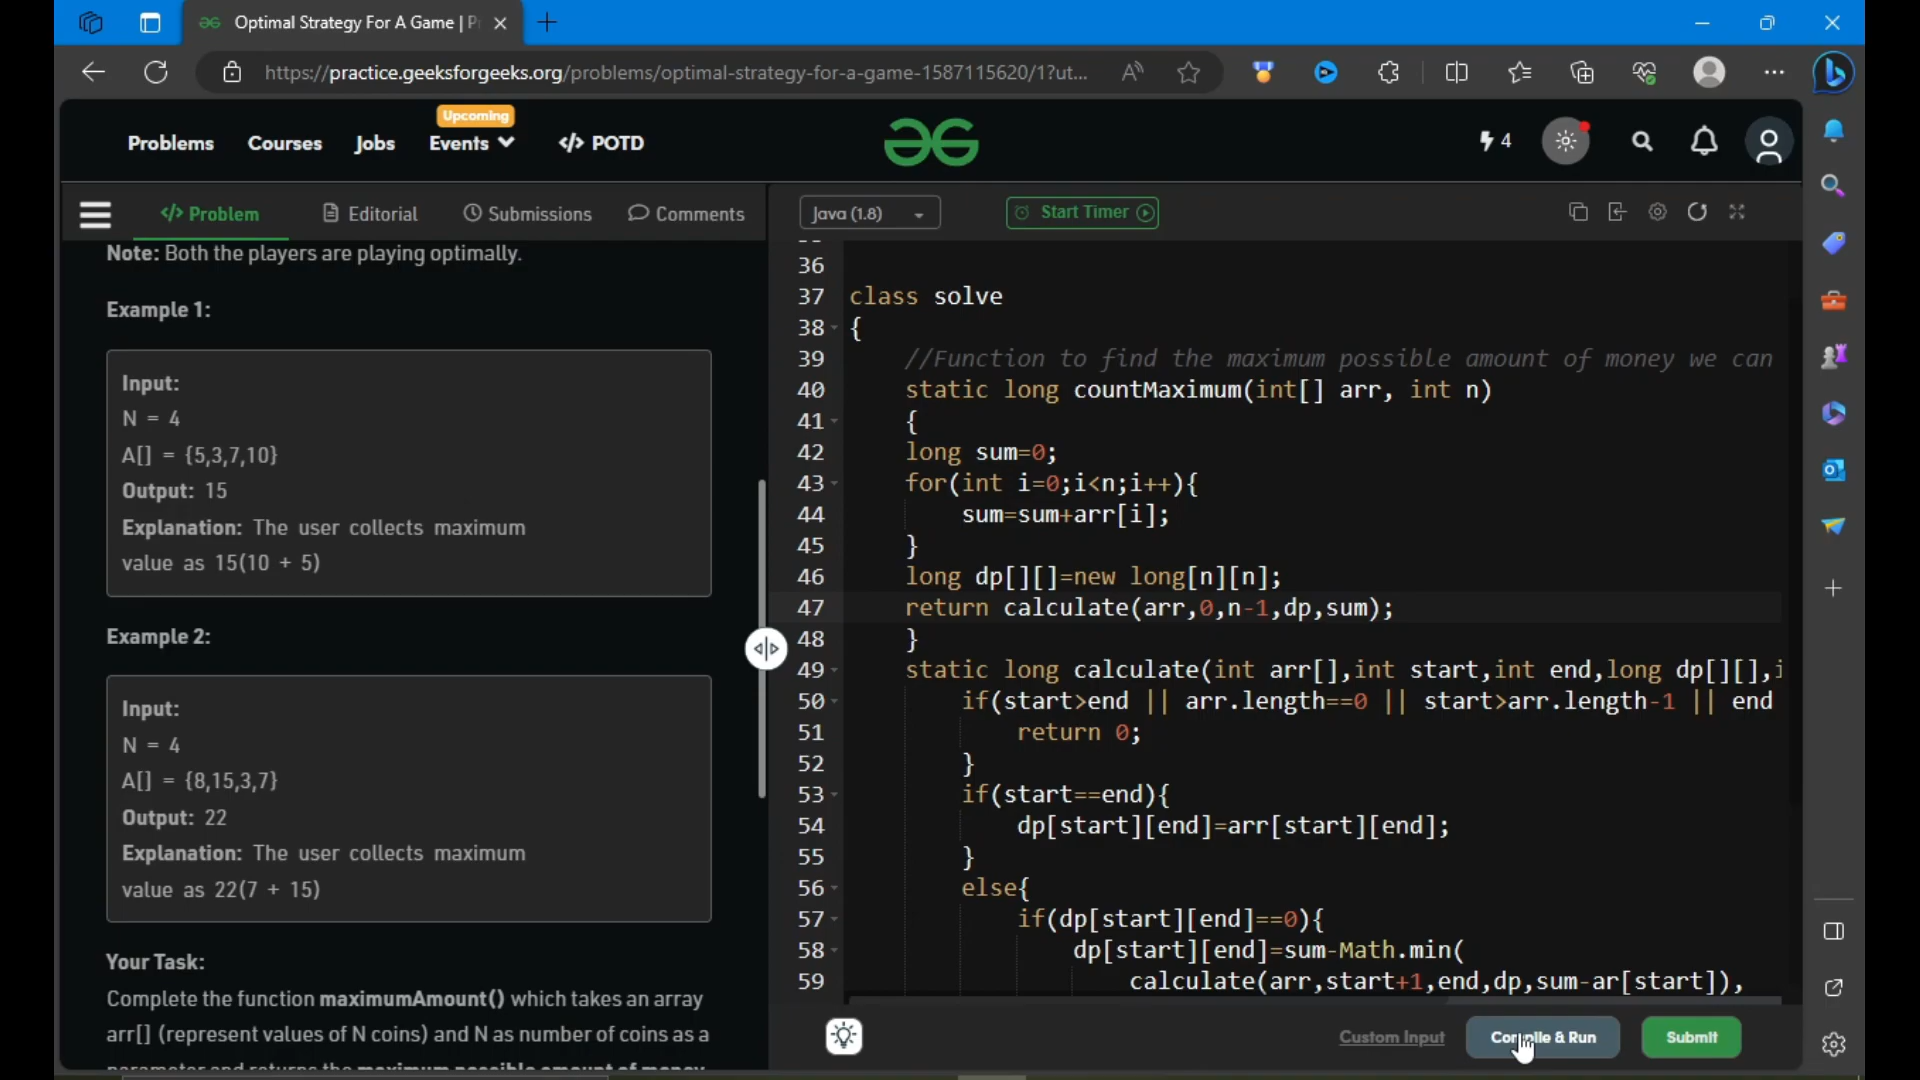 Optimal Strategy For A Game | P
https://practice.geeksforgeeks.org/problems/optimal-strategy-for-a-game-1587115620/1?ut...
Upcoming
Problems Courses Jobs Events </> POTD
4
</> Problem Editorial Submissions Comments
Java (1.8) Start Timer
Note: Both the players are playing optimally.
Example 1:
Input:
N = 4
A[] = {5,3,7,10}
Output: 15
Explanation: The user collects maximum
value as 15(10 + 5)
Example 2:
Input:
N = 4
A[] = {8,15,3,7}
Output: 22
Explanation: The user collects maximum
value as 22(7 + 15)
Your Task:
Complete the function maximumAmount() which takes an array
arr[] (represent values of N coins) and N as number of coins as a
36
37 class solve
38 {
39 //Function to find the maximum possible amount of money we can
40 static long countMaximum(int[] arr, int n)
41 {
42 long sum=0;
43 for(int i=0;i<n;i++){
44 sum=sum+arr[i];
45 }
46 long dp[][]=new long[n][n];
47 return calculate(arr,0,n-1,dp,sum);
48 }
49 static long calculate(int arr[],int start,int end,long dp[][],i
50 if(start>end || arr.length==0 || start>arr.length-1 || end
51 return 0;
52 }
53 if(start==end){
54 dp[start][end]=arr[start][end];
55 }
56 else{
57 if(dp[start][end]==0){
58 dp[start][end]=sum-Math.min(
59 calculate(arr,start+1,end,dp,sum-ar[start]),
Custom Input Compile & Run Submit